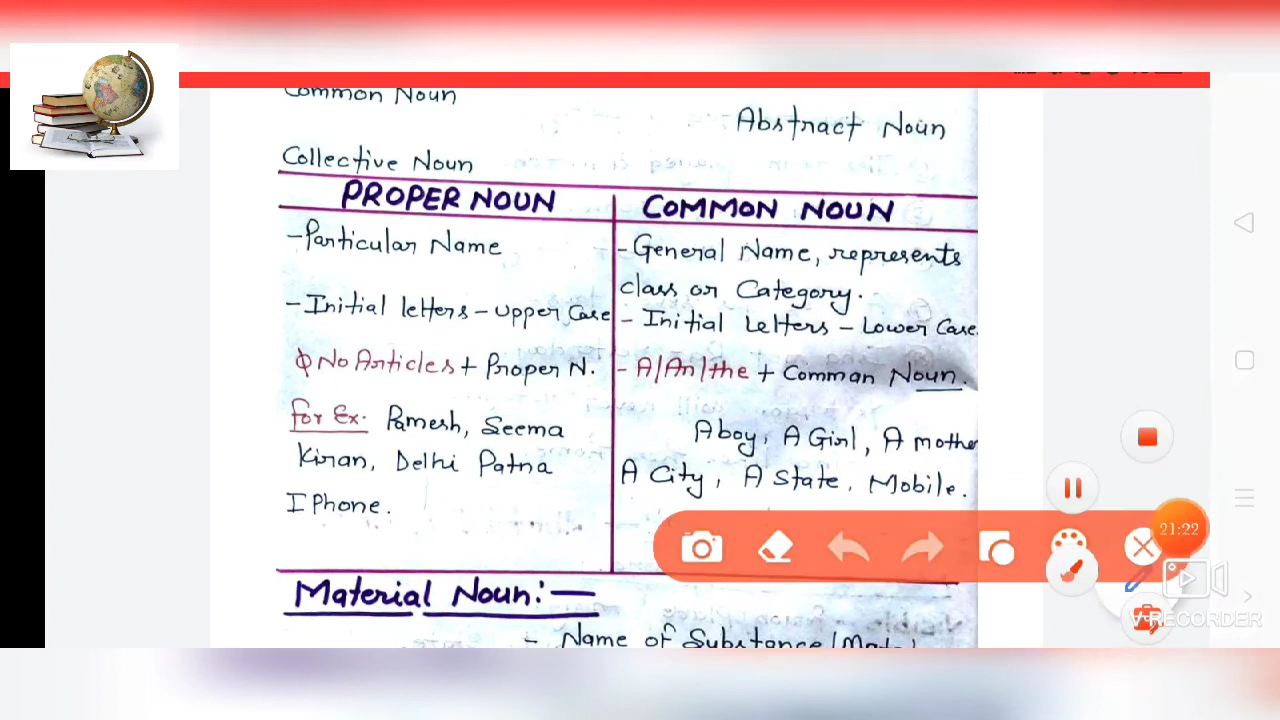 Common Noun
Abstract Noun
Collective Noun
PROPER NOUN
- Particular Name
- Initial letters - Upper Case
ϕ No Articles + Proper N.
for Ex. Ramesh, Seema
Kiran, Delhi Patna
I Phone.
COMMON NOUN
- General Name, represents
class or Category.
- Initial Letters - Lower Case.
- A/An/the + Comman Noun.
A boy, A Girl, A mother
A City, A State, Mobile.
Material Noun:-
- Name of Substance/
21:22
V RECORDER